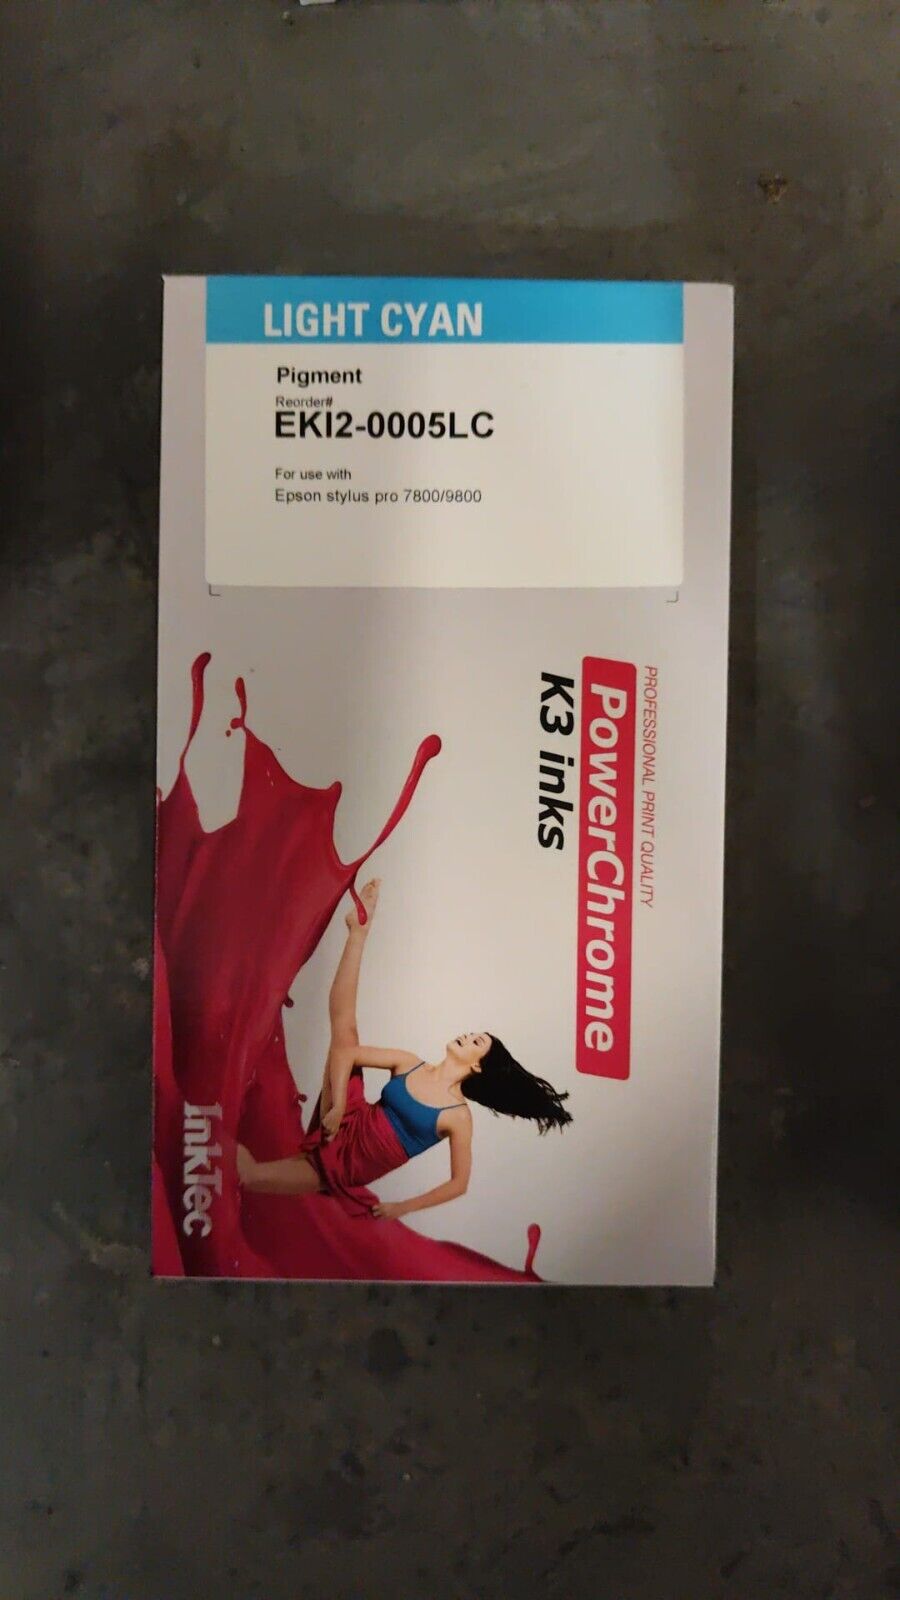 LIGHT CYAN
Pigment
Reorder#
EKI2-0005LC
For use with
Epson stylus pro 7800/9800
PROFESSIONAL PRINT QUALITY
PowerChrome
K3 inks
InkTec